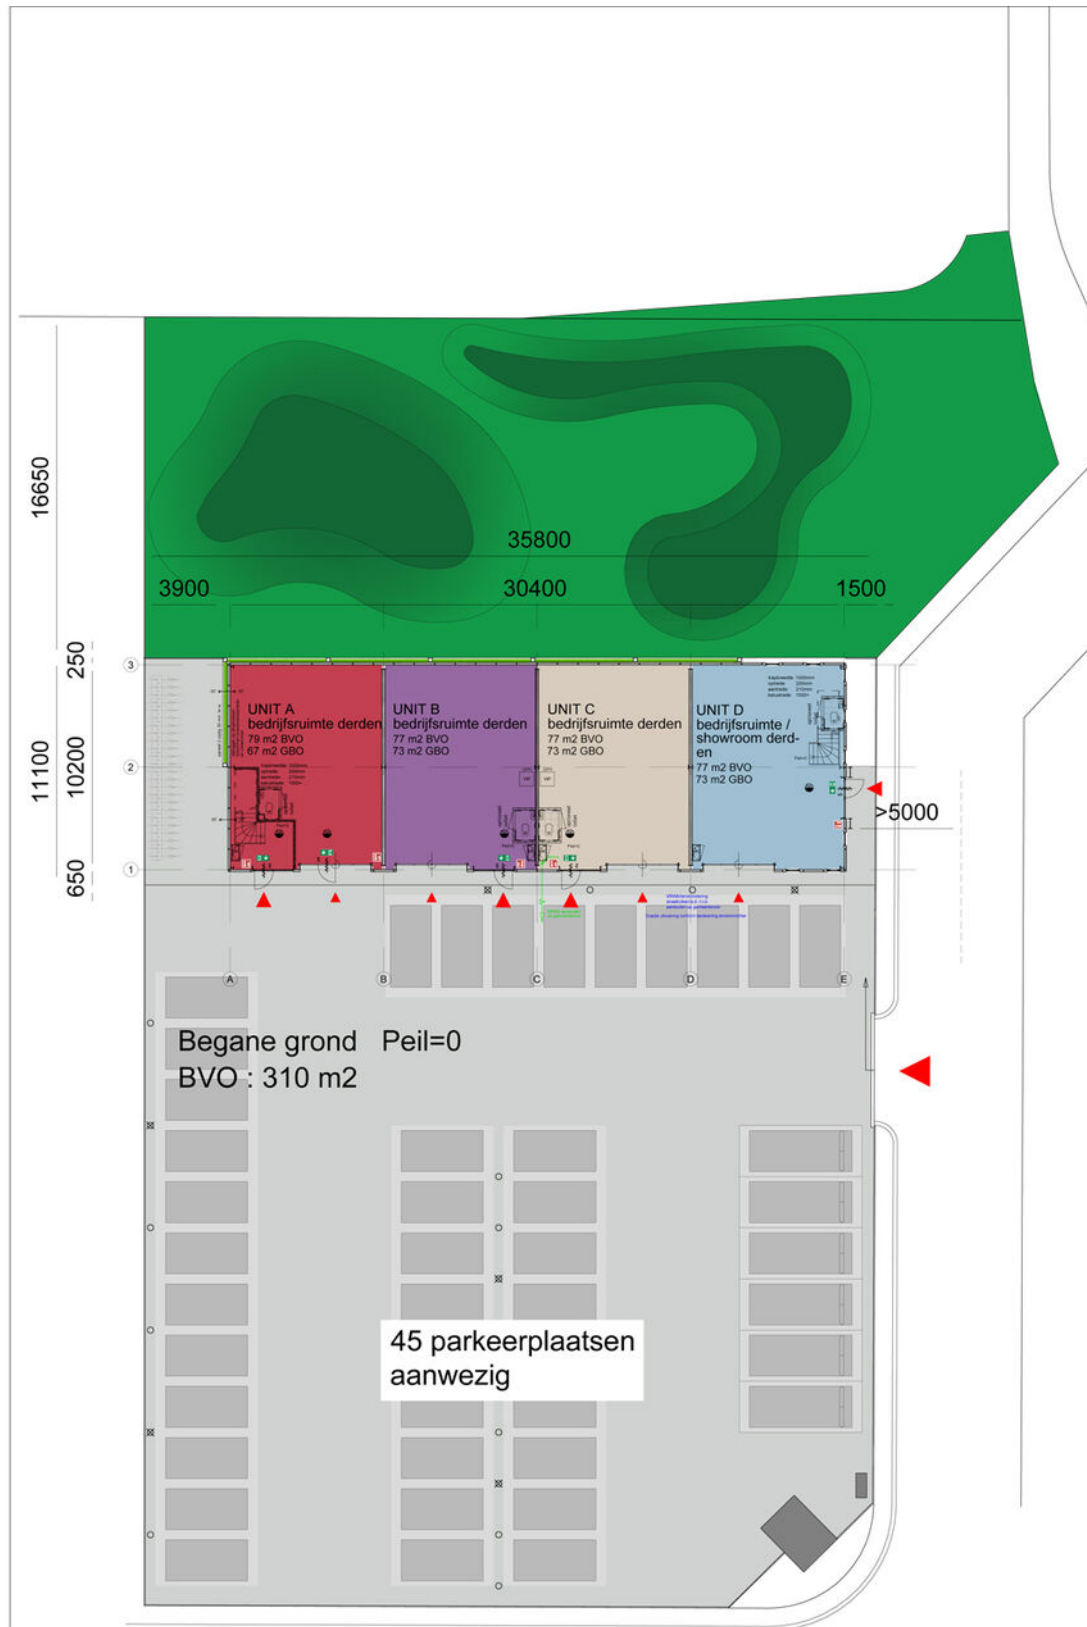 16650
35800
3900
30400
1500
250
10200
11100
650
3
2
1
UNIT A
bedrijfsruimte derden
79 m2 BVO
67 m2 GBO
UNIT B
bedrijfsruimte derden
77 m2 BVO
73 m2 GBO
UNIT C
bedrijfsruimte derden
77 m2 BVO
73 m2 GBO
UNIT D
bedrijfsruimte /
showroom derd-
en
77 m2 BVO
73 m2 GBO
>5000
A
B
C
D
E
Begane grond Peil=0
BVO : 310 m2
45 parkeerplaatsen
aanwezig